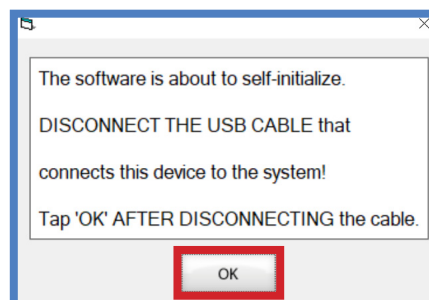 The software is about to self-initialize.
DISCONNECT THE USB CABLE that
connects this device to the system!
Tap 'OK' AFTER DISCONNECTING the cable.
OK